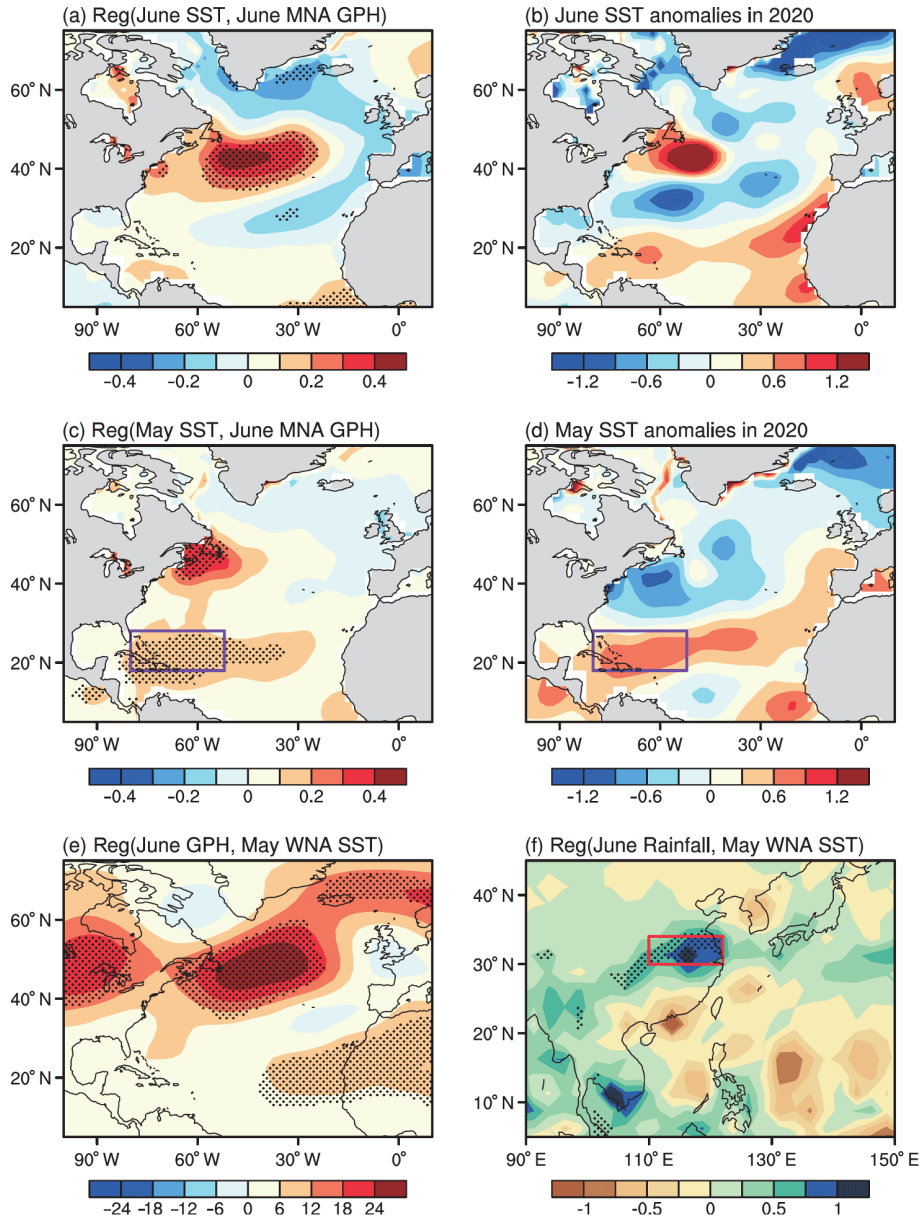 (a) Reg(June SST, June MNA GPH)
60° N
40° N
20° N
90° W 60° W 30° W 0°
−0.4 −0.2 0 0.2 0.4
(b) June SST anomalies in 2020
60° N
40° N
20° N
90° W 60° W 30° W 0°
−1.2 −0.6 0 0.6 1.2
(c) Reg(May SST, June MNA GPH)
60° N
40° N
20° N
90° W 60° W 30° W 0°
−0.4 −0.2 0 0.2 0.4
(d) May SST anomalies in 2020
60° N
40° N
20° N
90° W 60° W 30° W 0°
−1.2 −0.6 0 0.6 1.2
(e) Reg(June GPH, May WNA SST)
60° N
40° N
20° N
90° W 60° W 30° W 0°
−24 −18 −12 −6 0 6 12 18 24
(f) Reg(June Rainfall, May WNA SST)
40° N
30° N
20° N
10° N
90° E 110° E 130° E 150° E
−1 −0.5 0 0.5 1